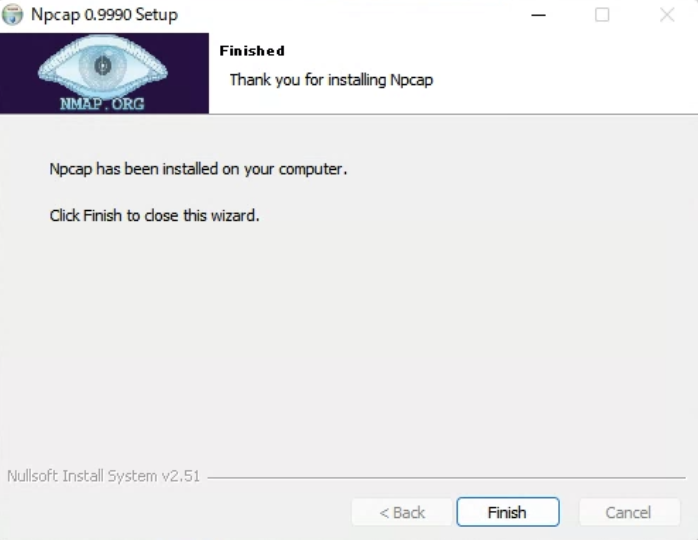 Npcap 0.9990 Setup
Finished
Thank you for installing Npcap
NMAP.ORG
Npcap has been installed on your computer.
Click Finish to close this wizard.
Nullsoft Install System v2.51
< Back
Finish
Cancel